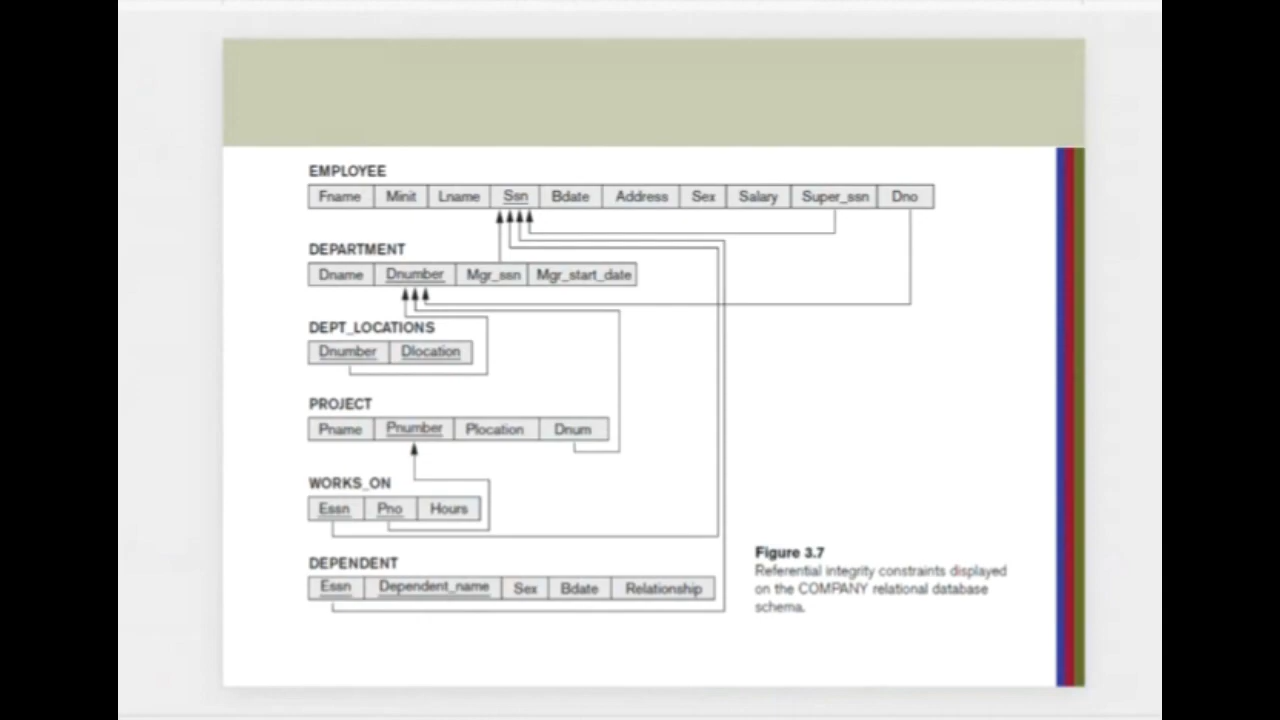 EMPLOYEE
Fname Minit Lname Ssn Bdate Address Sex Salary Super_ssn Dno
DEPARTMENT
Dname Dnumber Mgr_ssn Mgr_start_date
DEPT_LOCATIONS
Dnumber Dlocation
PROJECT
Pname Pnumber Plocation Dnum
WORKS_ON
Essn Pno Hours
DEPENDENT
Essn Dependent_name Sex Bdate Relationship
Figure 3.7
Referential integrity constraints displayed
on the COMPANY relational database
schema.